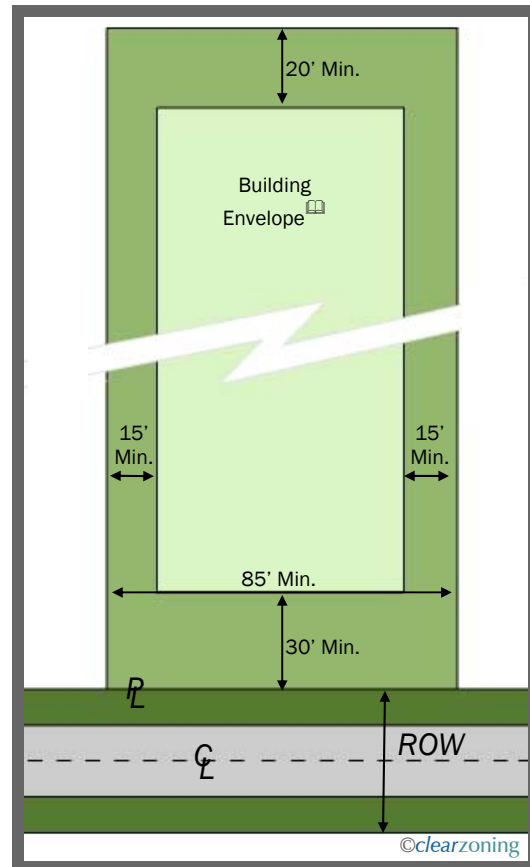 20’ Min.
Building
Envelope
15’
Min.
15’
Min.
85’ Min.
30’ Min.
PL
CL
ROW
©clearzoning